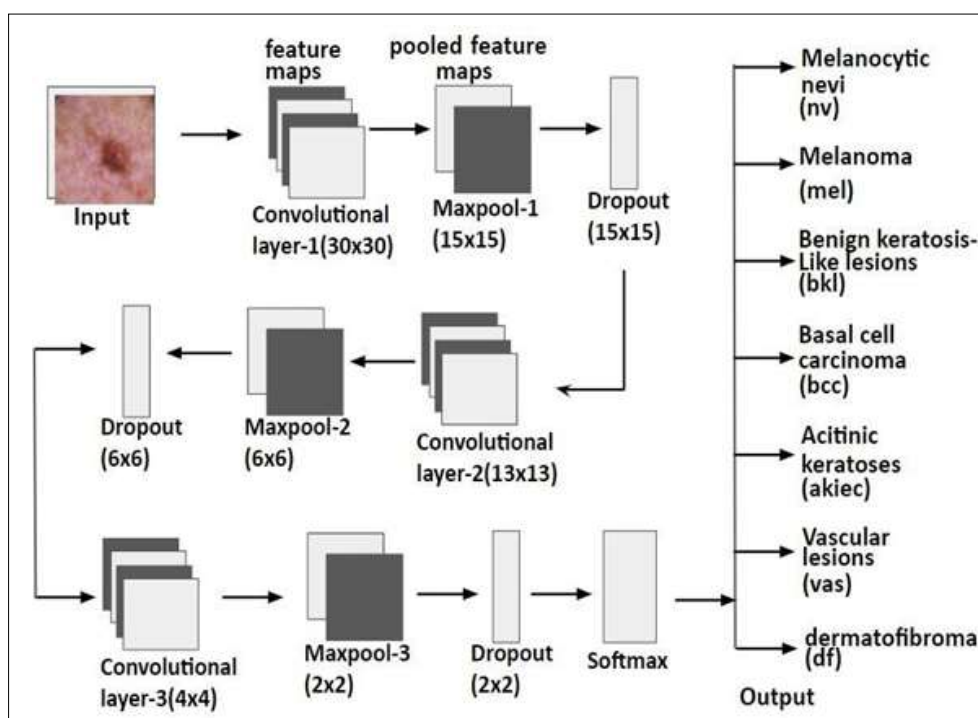 feature
maps
pooled feature
maps
Input
Convolutional
layer-1(30x30)
Maxpool-1
(15x15)
Dropout
(15x15)
Dropout
(6x6)
Maxpool-2
(6x6)
Convolutional
layer-2(13x13)
Convolutional
layer-3(4x4)
Maxpool-3
(2x2)
Dropout
(2x2)
Softmax
Melanocytic
nevi
(nv)
Melanoma
(mel)
Benign keratosis-
Like lesions
(bkl)
Basal cell
carcinoma
(bcc)
Acitinic
keratoses
(akiec)
Vascular
lesions
(vas)
dermatofibroma
(df)
Output